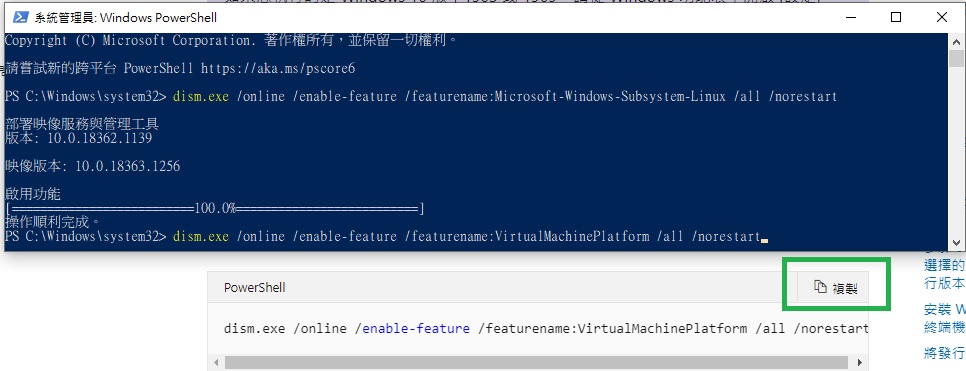 系統管理員: Windows PowerShell
Copyright (C) Microsoft Corporation. 著作權所有，並保留一切權利。
請嘗試新的跨平台 PowerShell https://aka.ms/pscore6
PS C:\Windows\system32> dism.exe /online /enable-feature /featurename:Microsoft-Windows-Subsystem-Linux /all /norestart
部署映像服務與管理工具
版本: 10.0.18362.1139
映像版本: 10.0.18363.1256
啟用功能
[==========================100.0%==========================]
操作順利完成。
PS C:\Windows\system32> dism.exe /online /enable-feature /featurename:VirtualMachinePlatform /all /norestart
PowerShell
複製
dism.exe /online /enable-feature /featurename:VirtualMachinePlatform /all /norestart
選擇的
行版本
安裝 W
終端機
將發行